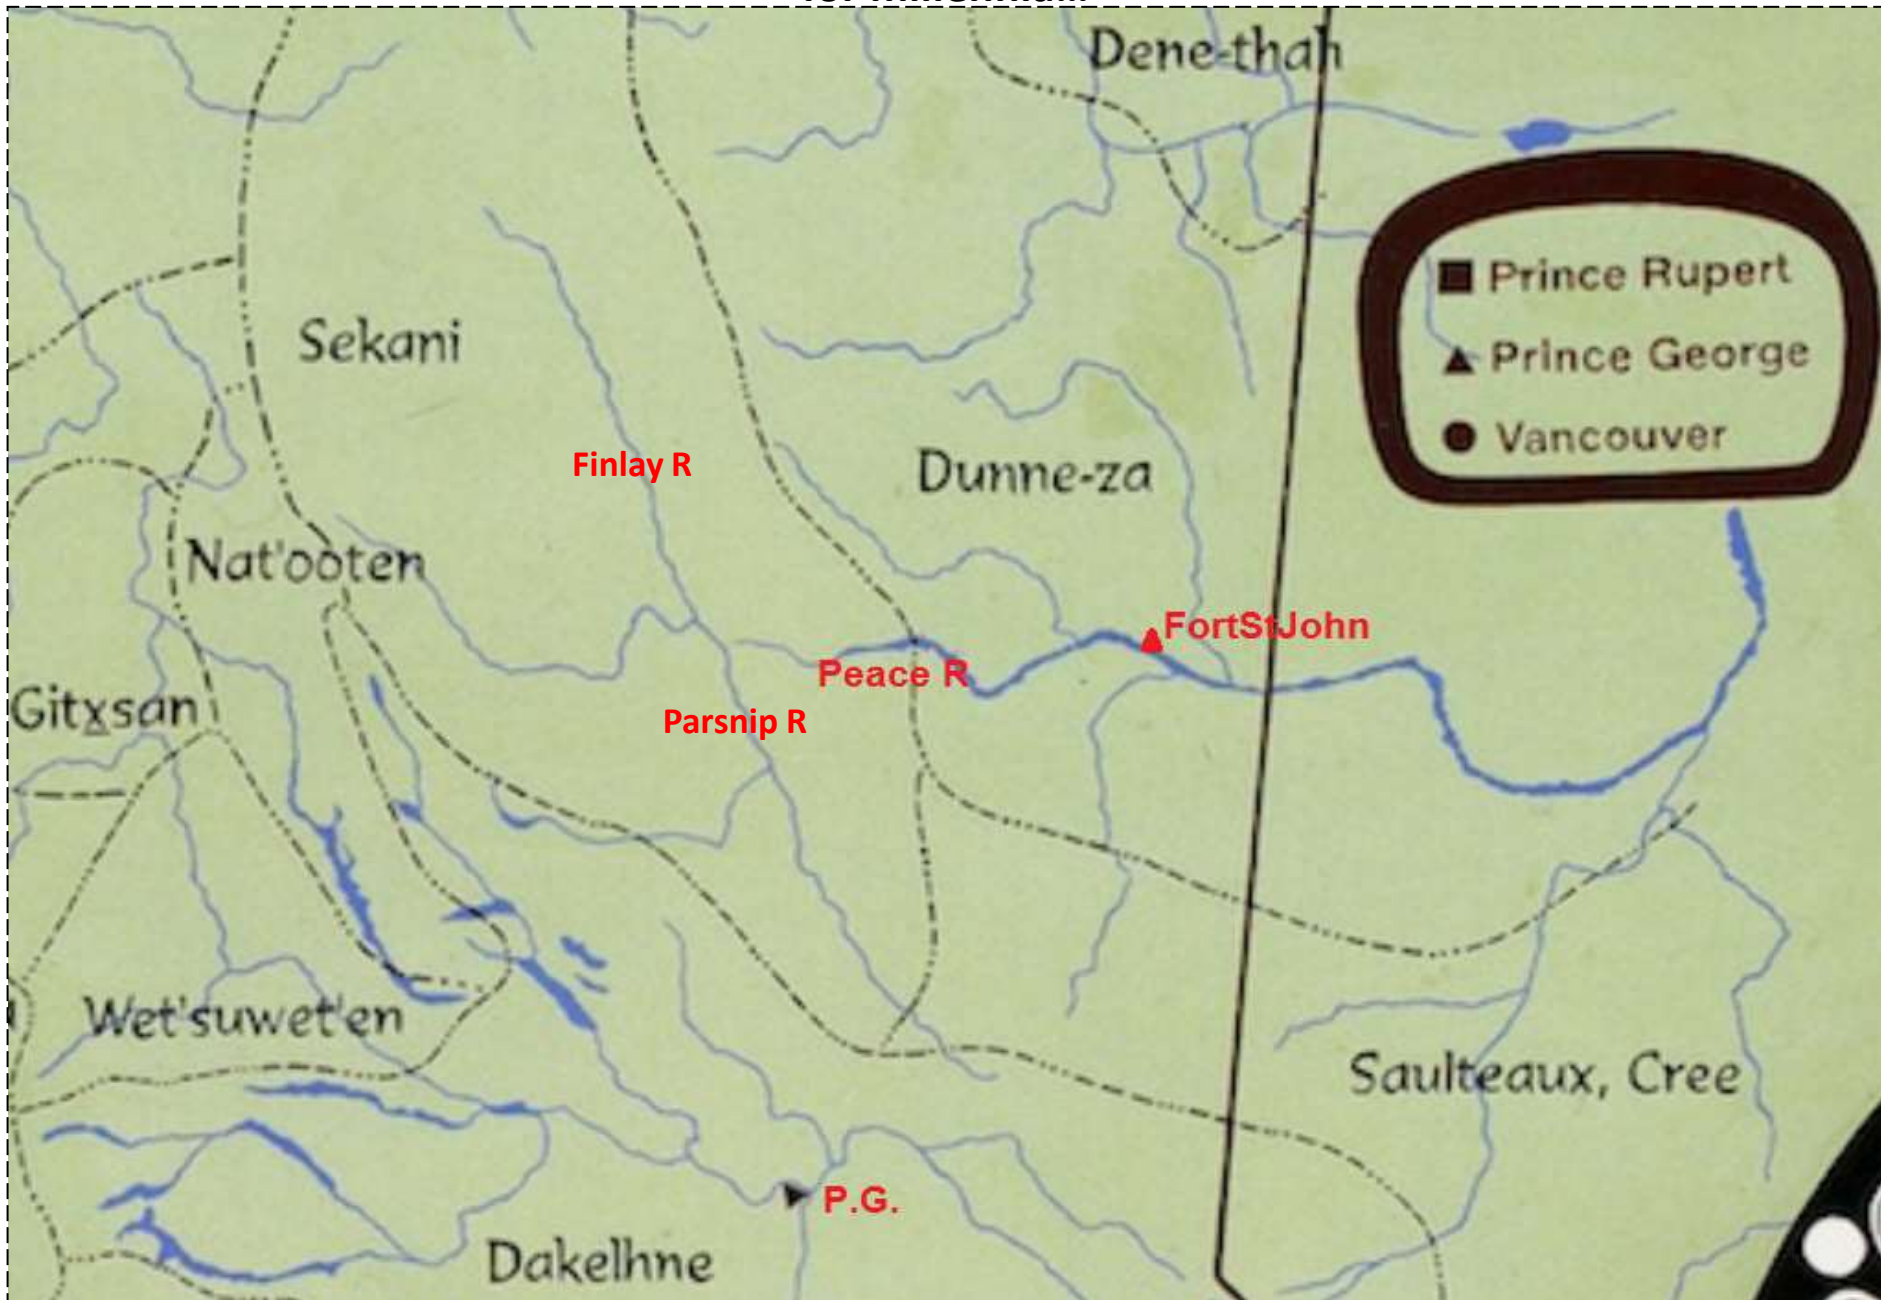 Dene-thah
Prince Rupert
Prince George
Vancouver
Sekani
Finlay R
Dunne-za
Nat'ooten
FortStJohn
Peace R
Gitxsan
Parsnip R
Wet'suwet'en
Saulteaux, Cree
P.G.
Dakelhne